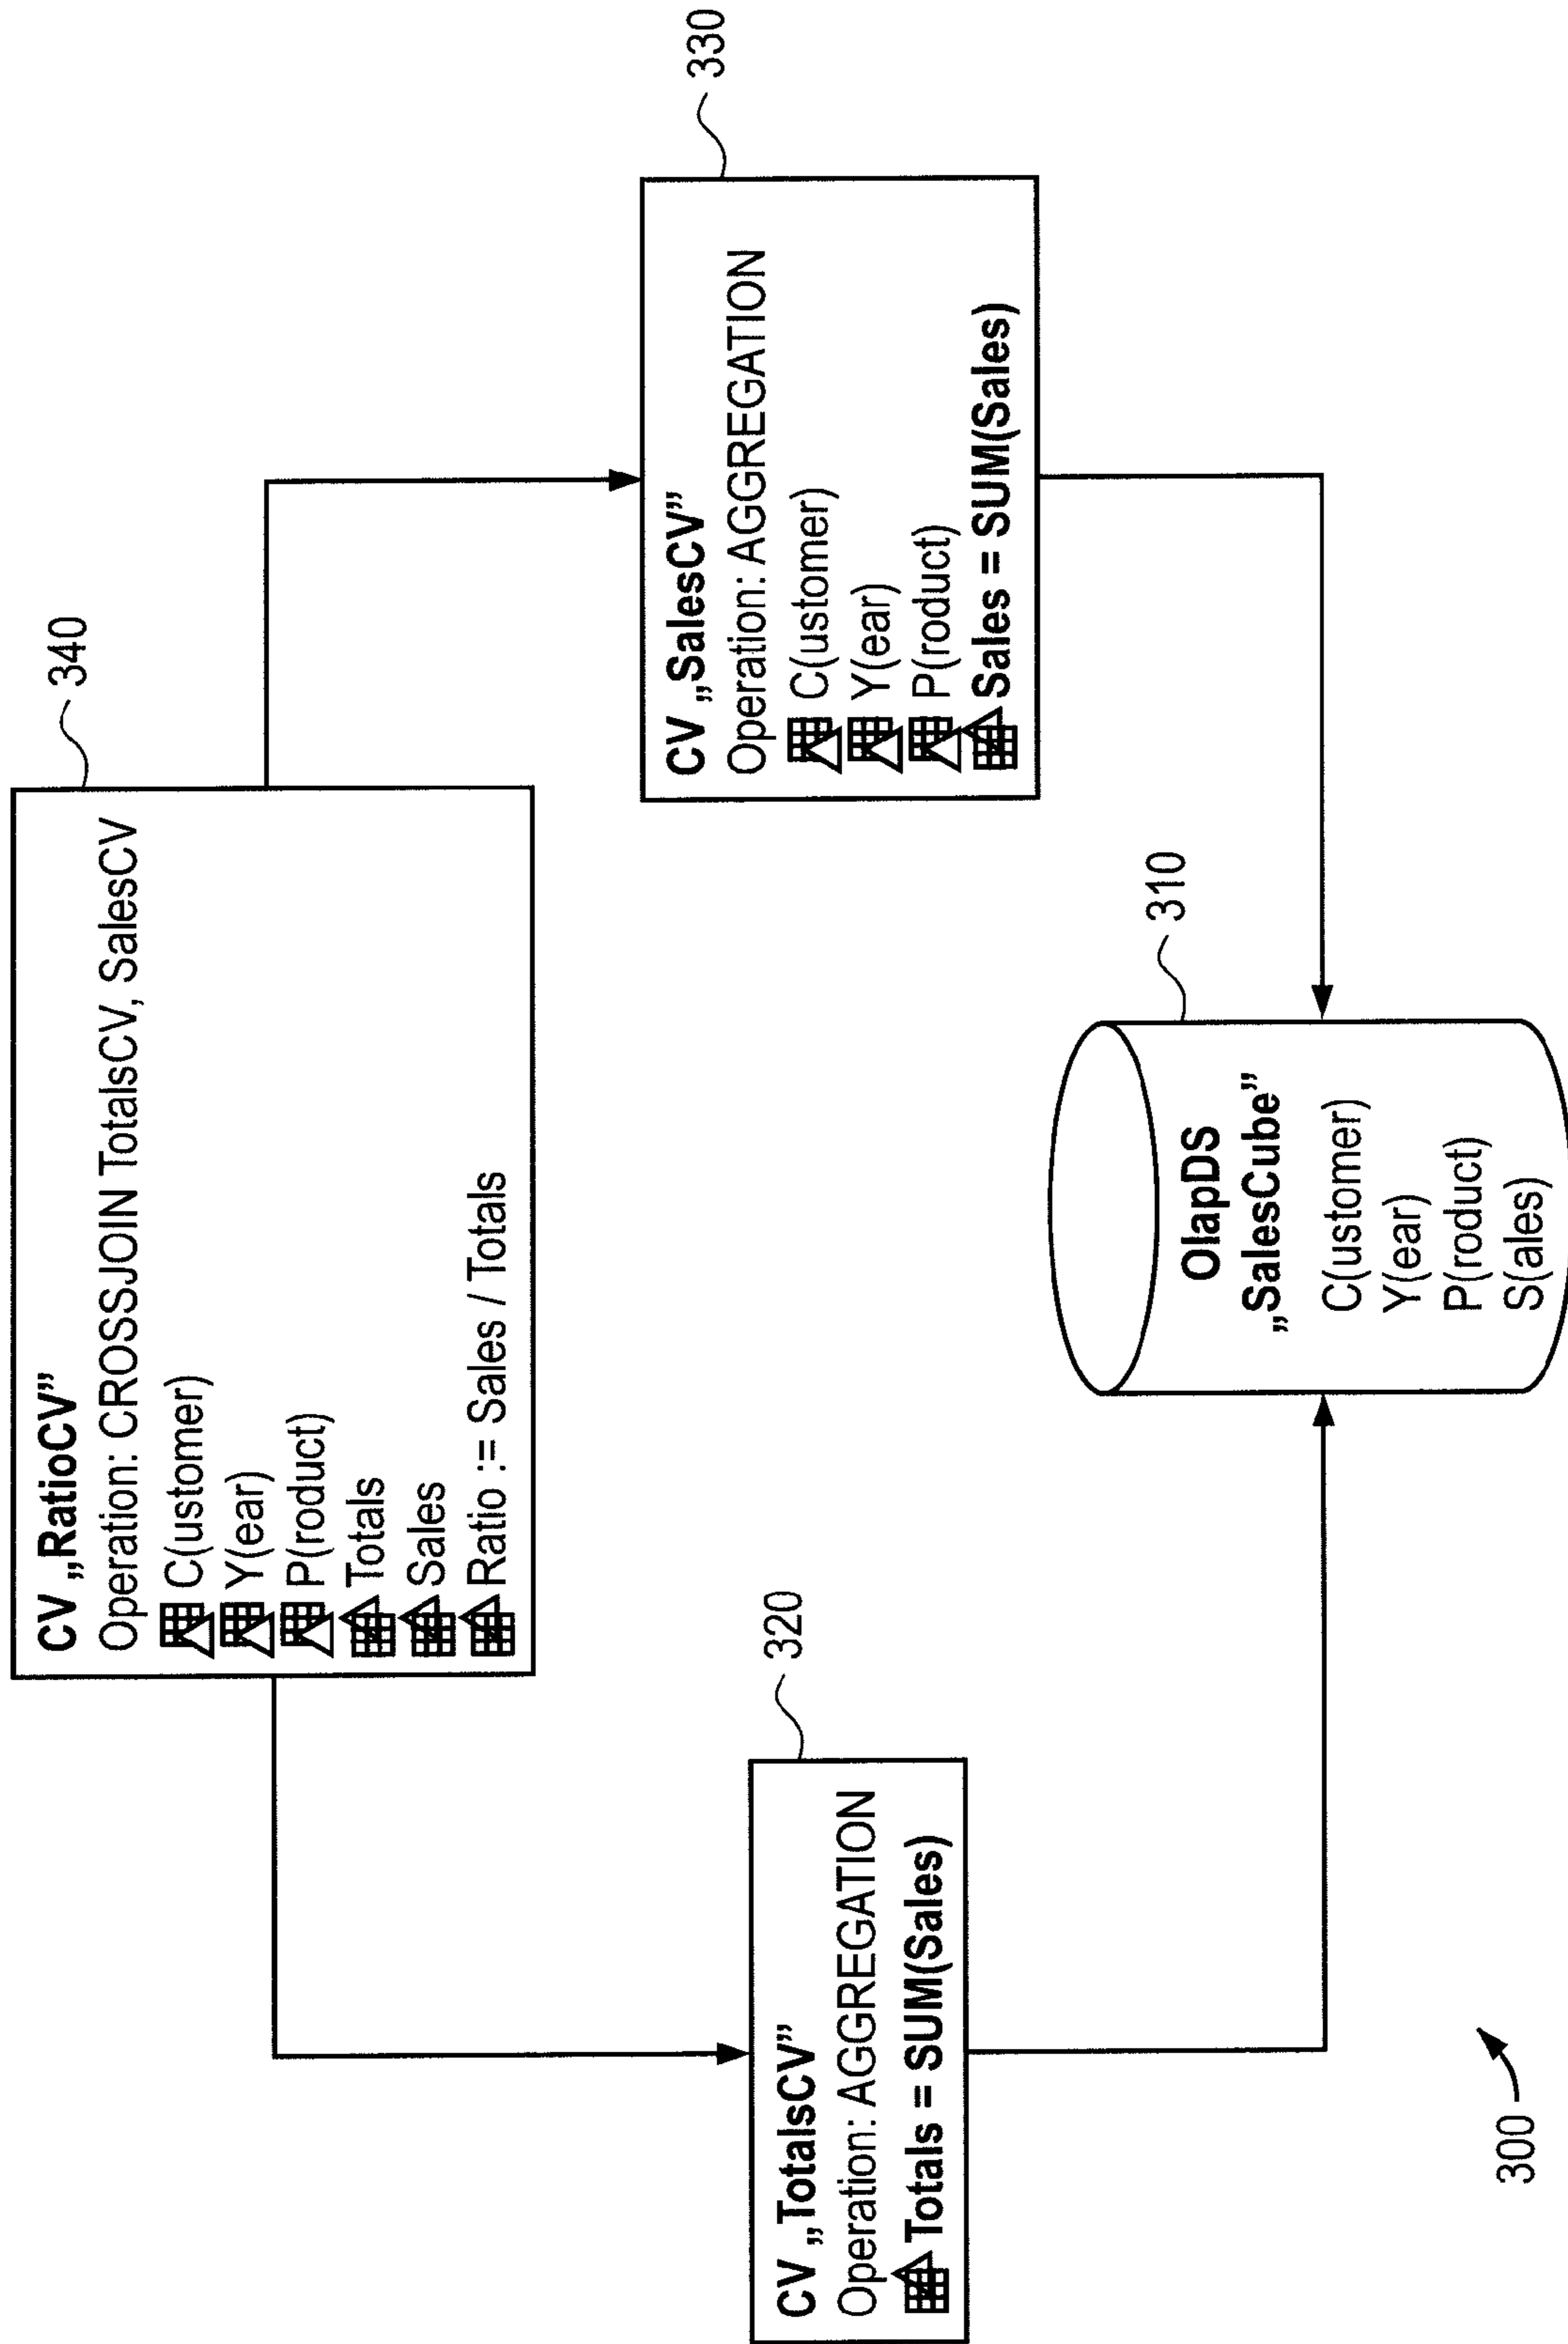 340
CV „RatioCV”
Operation: CROSSJOIN TotalsCV, SalesCV
C(ustomer)
Y(ear)
P(roduct)
Totals
Sales
Ratio := Sales / Totals
320
CV „TotalsCV”
Operation: AGGREGATION
Totals = SUM(Sales)
330
CV „SalesCV”
Operation: AGGREGATION
C(ustomer)
Y(ear)
P(roduct)
Sales = SUM(Sales)
310
OlapDS
„SalesCube”
C(ustomer)
Y(ear)
P(roduct)
S(ales)
300